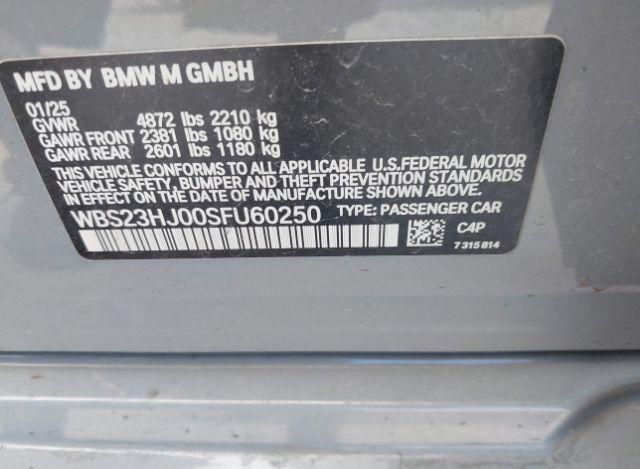 MFD BY BMW M GMBH
01/25
GVWR 4872 lbs 2210 kg
GAWR FRONT 2381 lbs 1080 kg
GAWR REAR 2601 lbs 1180 kg
THIS VEHICLE CONFORMS TO ALL APPLICABLE U.S.FEDERAL MOTOR
VEHICLE SAFETY, BUMPER AND THEFT PREVENTION STANDARDS
IN EFFECT ON THE DATE OF MANUFACTURE SHOWN ABOVE.
WBS23HJ00SFU60250 TYPE: PASSENGER CAR
C4P
7 315 814